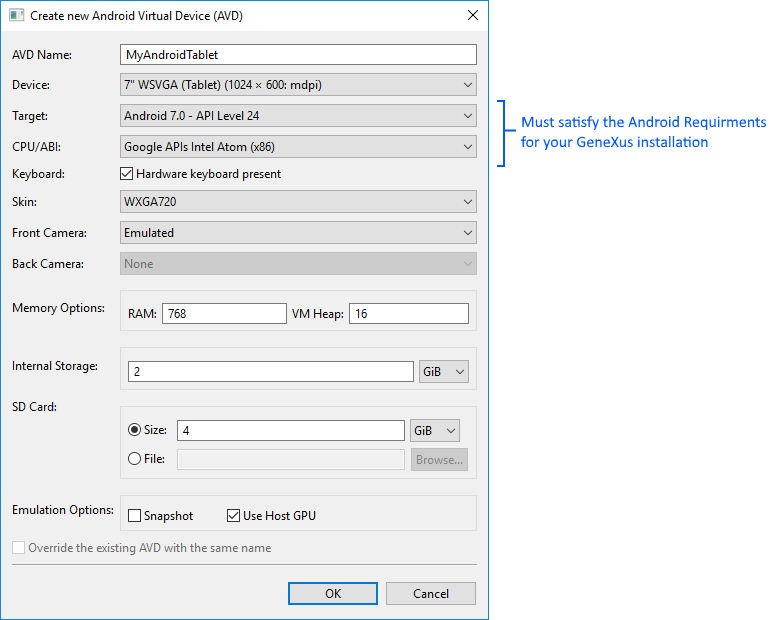 Create new Android Virtual Device (AVD)
AVD Name: MyAndroidTablet
Device: 7" WSVGA (Tablet) (1024 × 600: mdpi)
Target: Android 7.0 - API Level 24
CPU/ABI: Google APIs Intel Atom (x86)
Must satisfy the Android Requirments
for your GeneXus installation
Keyboard: Hardware keyboard present
Skin: WXGA720
Front Camera: Emulated
Back Camera: None
Memory Options: RAM: 768 VM Heap: 16
Internal Storage: 2 GiB
SD Card:
Size: 4 GiB
File: Browse...
Emulation Options: Snapshot Use Host GPU
Override the existing AVD with the same name
OK Cancel